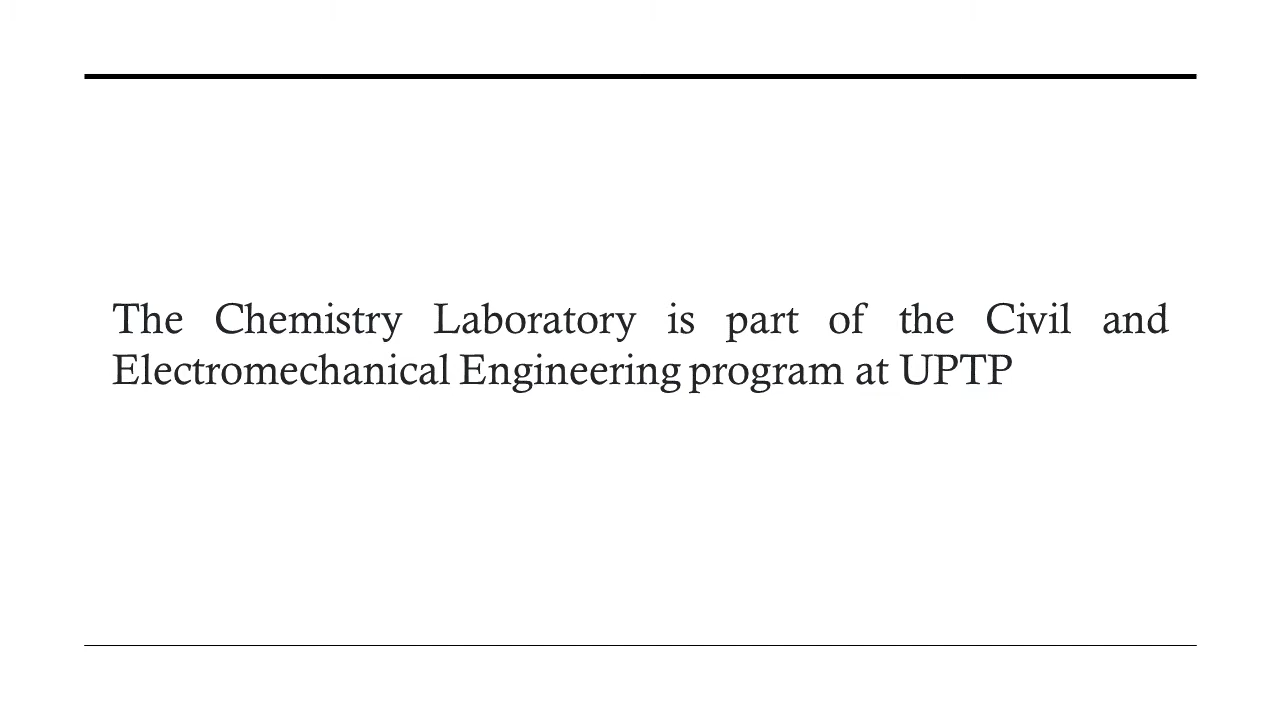 The Chemistry Laboratory is part of the Civil and
Electromechanical Engineering program at UPTP